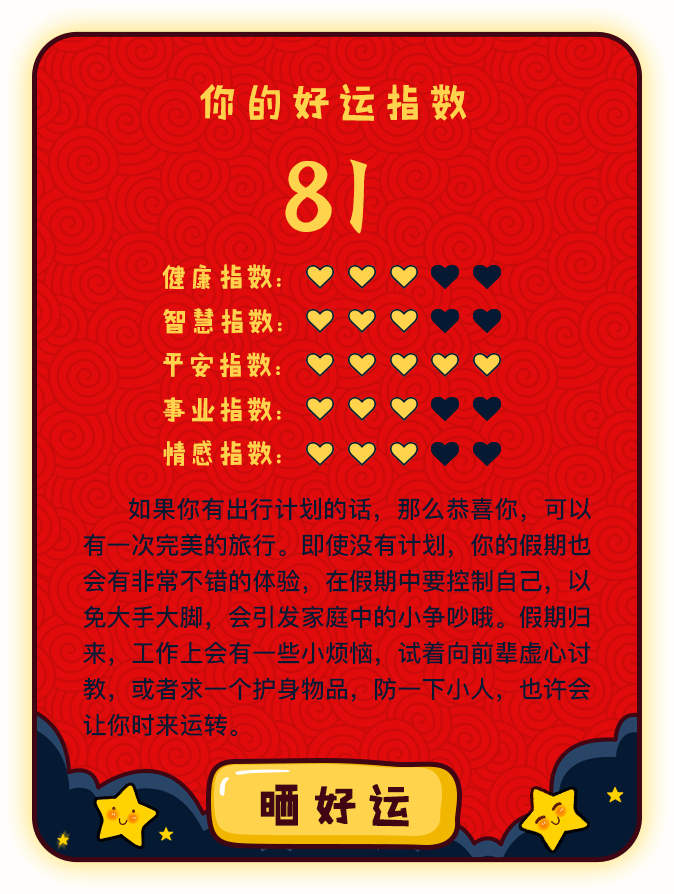 你的好运指数
81
健康指数：
智慧指数：
平安指数：
事业指数：
情感指数：
如果你有出行计划的话，那么恭喜你，可以
有一次完美的旅行。即使没有计划，你的假期也
会有非常不错的体验，在假期中要控制自己，以
免大手大脚，会引发家庭中的小争吵哦。假期归
来，工作上会有一些小烦恼，试着向前辈虚心讨
教，或者求一个护身物品，防一下小人，也许会
让你时来运转。
晒好运